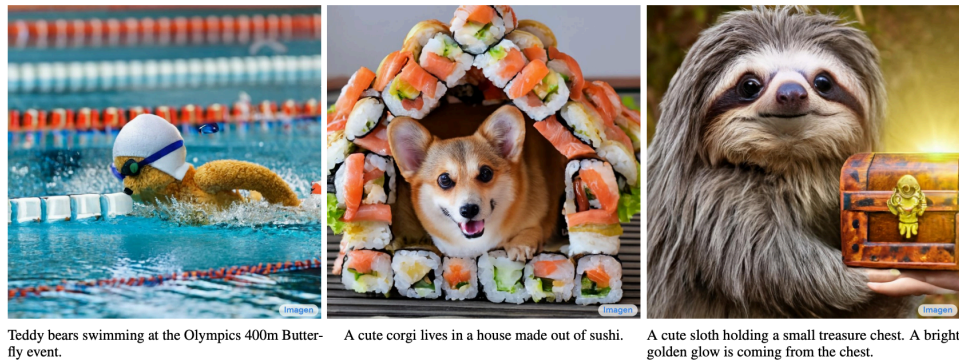 Imagen
Imagen
Imagen
Teddy bears swimming at the Olympics 400m Butter-
fly event.
A cute corgi lives in a house made out of sushi.
A cute sloth holding a small treasure chest. A bright
golden glow is coming from the chest.